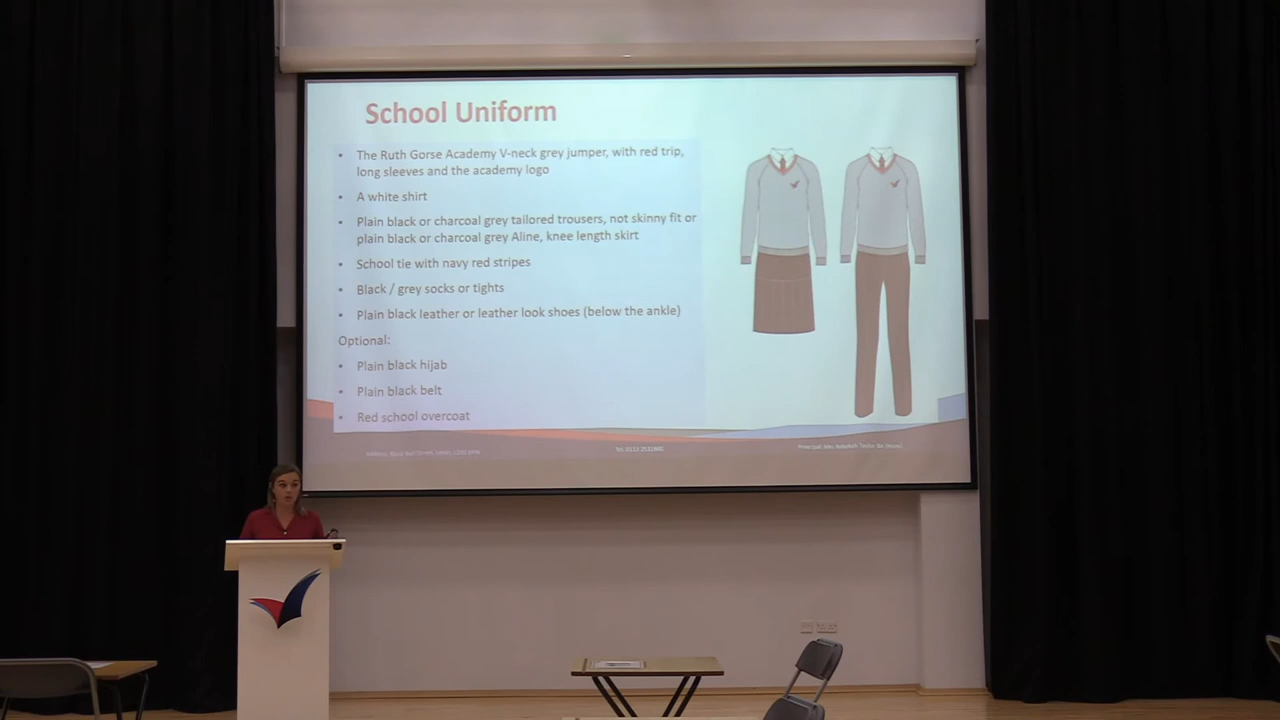 School Uniform
• The Ruth Gorse Academy V-neck grey jumper, with red trip,
long sleeves and the academy logo
• A white shirt
• Plain black or charcoal grey tailored trousers, not skinny fit or
plain black or charcoal grey Aline, knee length skirt
• School tie with navy red stripes
• Black / grey socks or tights
• Plain black leather or leather look shoes (below the ankle)
Optional:
• Plain black hijab
• Plain black belt
• Red school overcoat